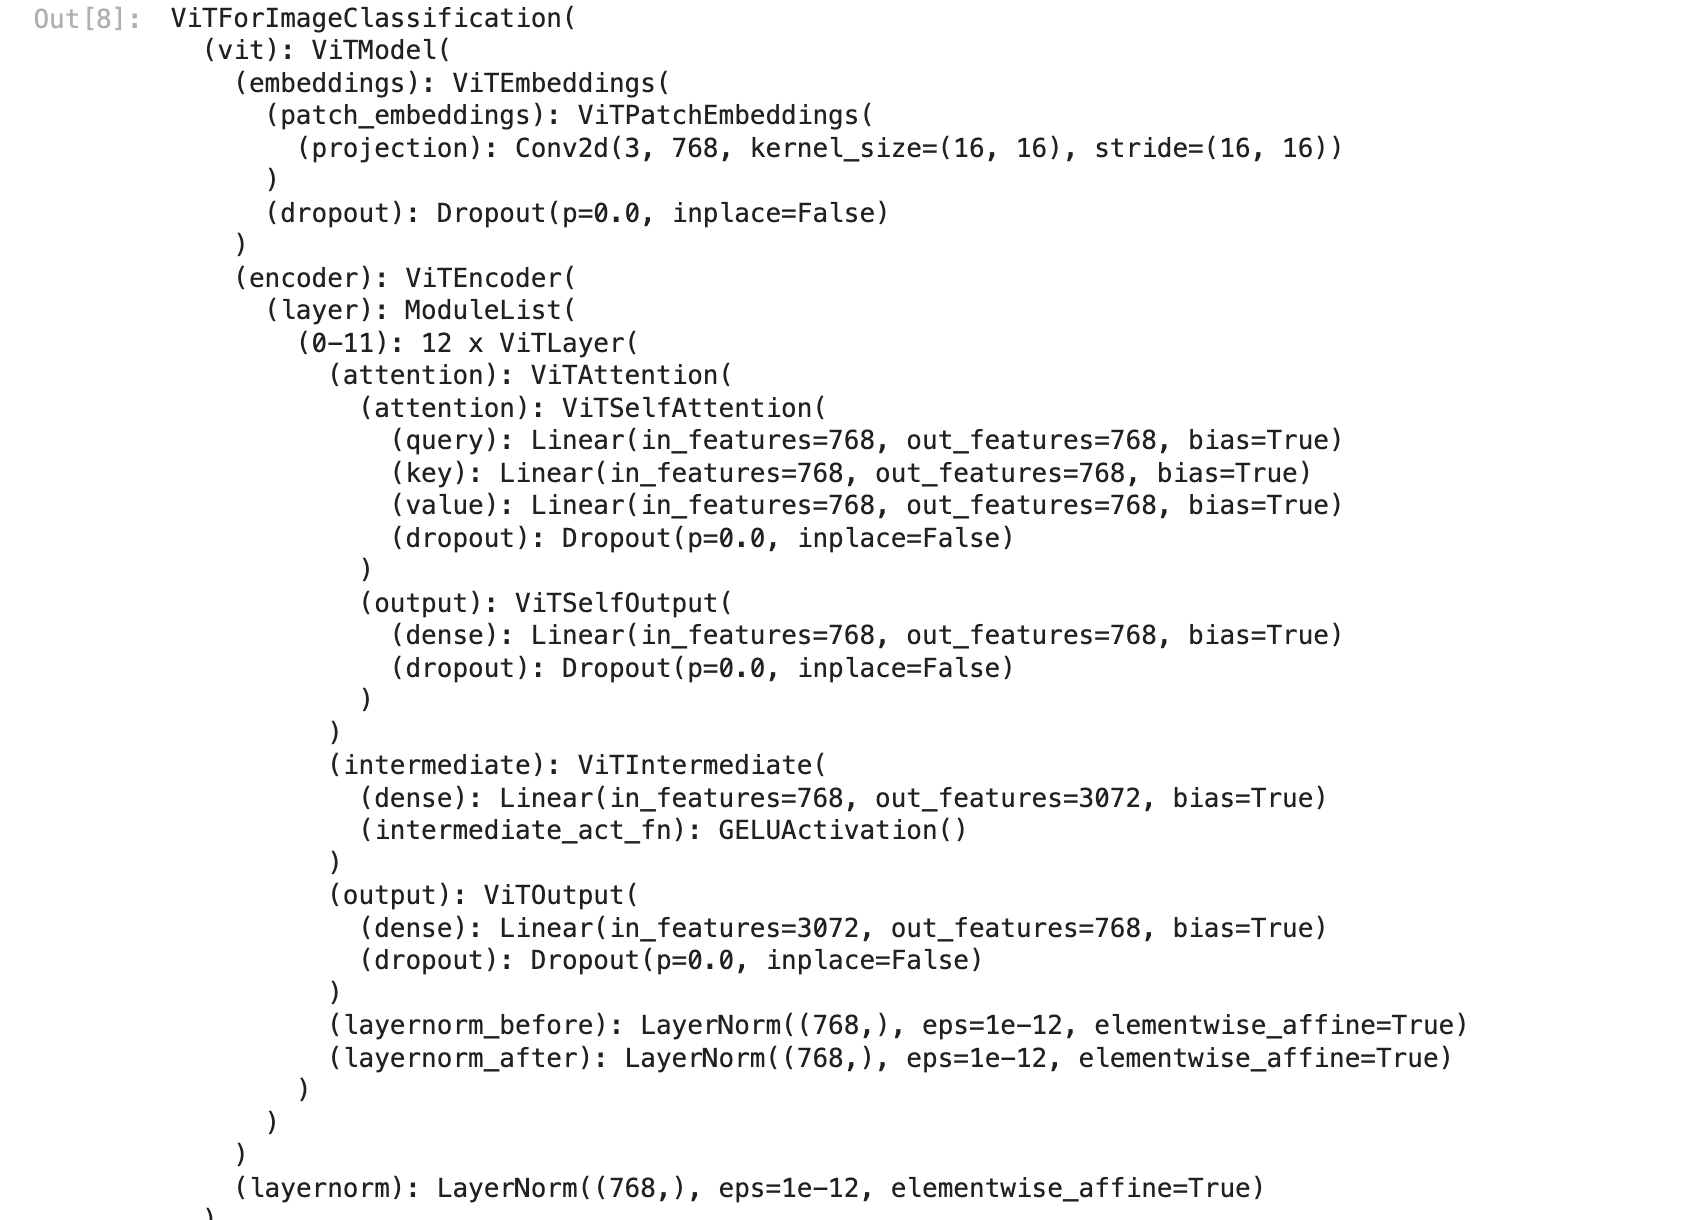 Out[8]: ViTForImageClassification(
(vit): ViTModel(
(embeddings): ViTEmbeddings(
(patch_embeddings): ViTPatchEmbeddings(
(projection): Conv2d(3, 768, kernel_size=(16, 16), stride=(16, 16))
)
(dropout): Dropout(p=0.0, inplace=False)
)
(encoder): ViTEncoder(
(layer): ModuleList(
(0-11): 12 x ViTLayer(
(attention): ViTAttention(
(attention): ViTSelfAttention(
(query): Linear(in_features=768, out_features=768, bias=True)
(key): Linear(in_features=768, out_features=768, bias=True)
(value): Linear(in_features=768, out_features=768, bias=True)
(dropout): Dropout(p=0.0, inplace=False)
)
(output): ViTSelfOutput(
(dense): Linear(in_features=768, out_features=768, bias=True)
(dropout): Dropout(p=0.0, inplace=False)
)
)
(intermediate): ViTIntermediate(
(dense): Linear(in_features=768, out_features=3072, bias=True)
(intermediate_act_fn): GELUActivation()
)
(output): ViTOutput(
(dense): Linear(in_features=3072, out_features=768, bias=True)
(dropout): Dropout(p=0.0, inplace=False)
)
(layernorm_before): LayerNorm((768,), eps=1e-12, elementwise_affine=True)
(layernorm_after): LayerNorm((768,), eps=1e-12, elementwise_affine=True)
)
)
)
(layernorm): LayerNorm((768,), eps=1e-12, elementwise_affine=True)
)